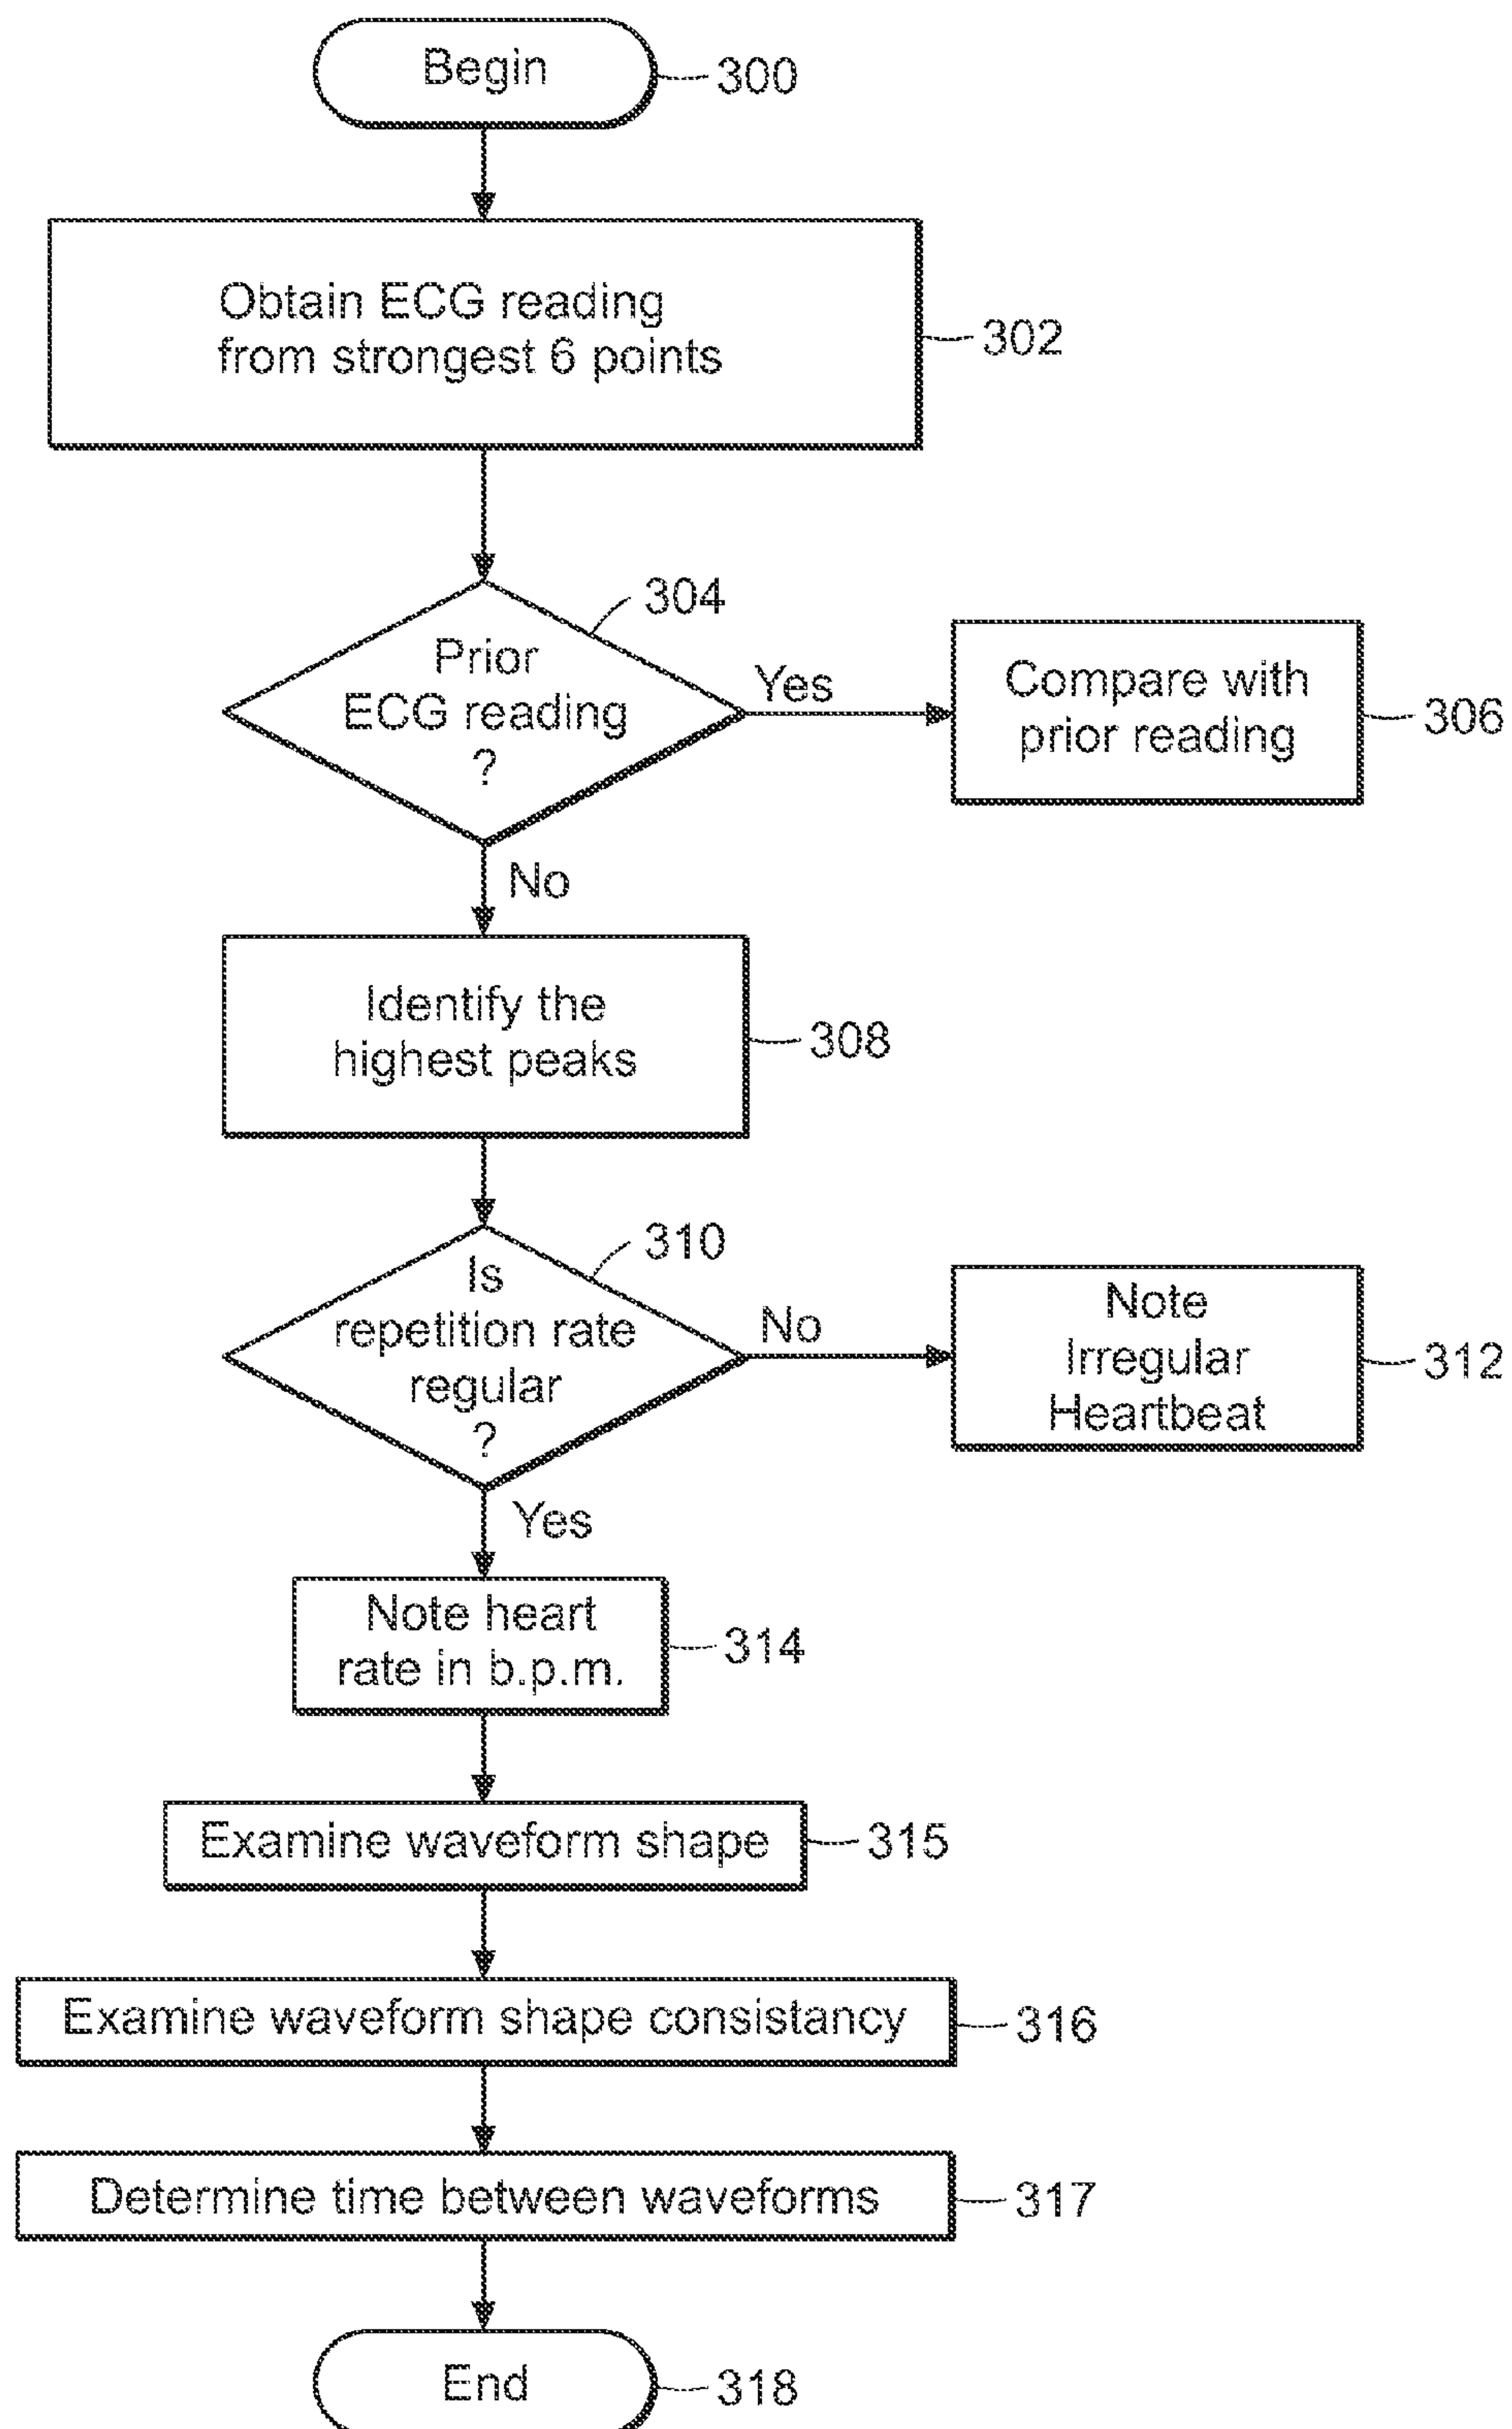 Begin
300
Obtain ECG reading
from strongest 6 points
302
304
Prior
ECG reading
?
Yes
Compare with
prior reading
306
No
Identify the
highest peaks
308
310
Is
repetition rate
regular
?
No
Note
Irregular
Heartbeat
312
Yes
Note heart
rate in b.p.m.
314
Examine waveform shape
315
Examine waveform shape consistancy
316
Determine time between waveforms
317
End
318